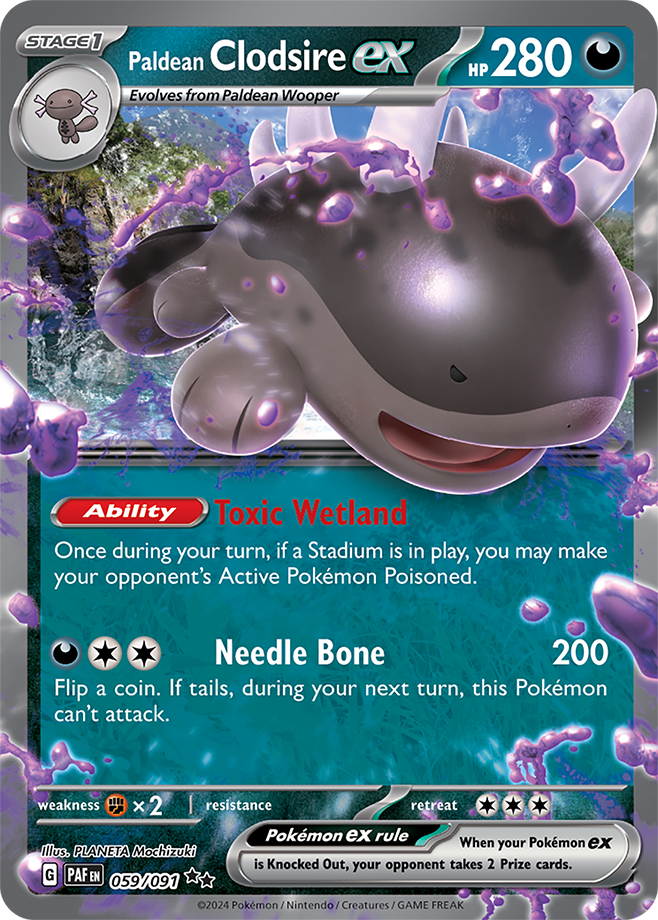 STAGE1
Paldean Clodsire ex HP 280
Evolves from Paldean Wooper
Ability Toxic Wetland
Once during your turn, if a Stadium is in play, you may make
your opponent's Active Pokémon Poisoned.
Needle Bone 200
Flip a coin. If tails, during your next turn, this Pokémon
can't attack.
weakness ×2 resistance retreat
Illus. PLANETA Mochizuki
Pokémon ex rule
When your Pokémon ex
is Knocked Out, your opponent takes 2 Prize cards.
G PAF EN 059/091
©2024 Pokémon / Nintendo / Creatures / GAME FREAK